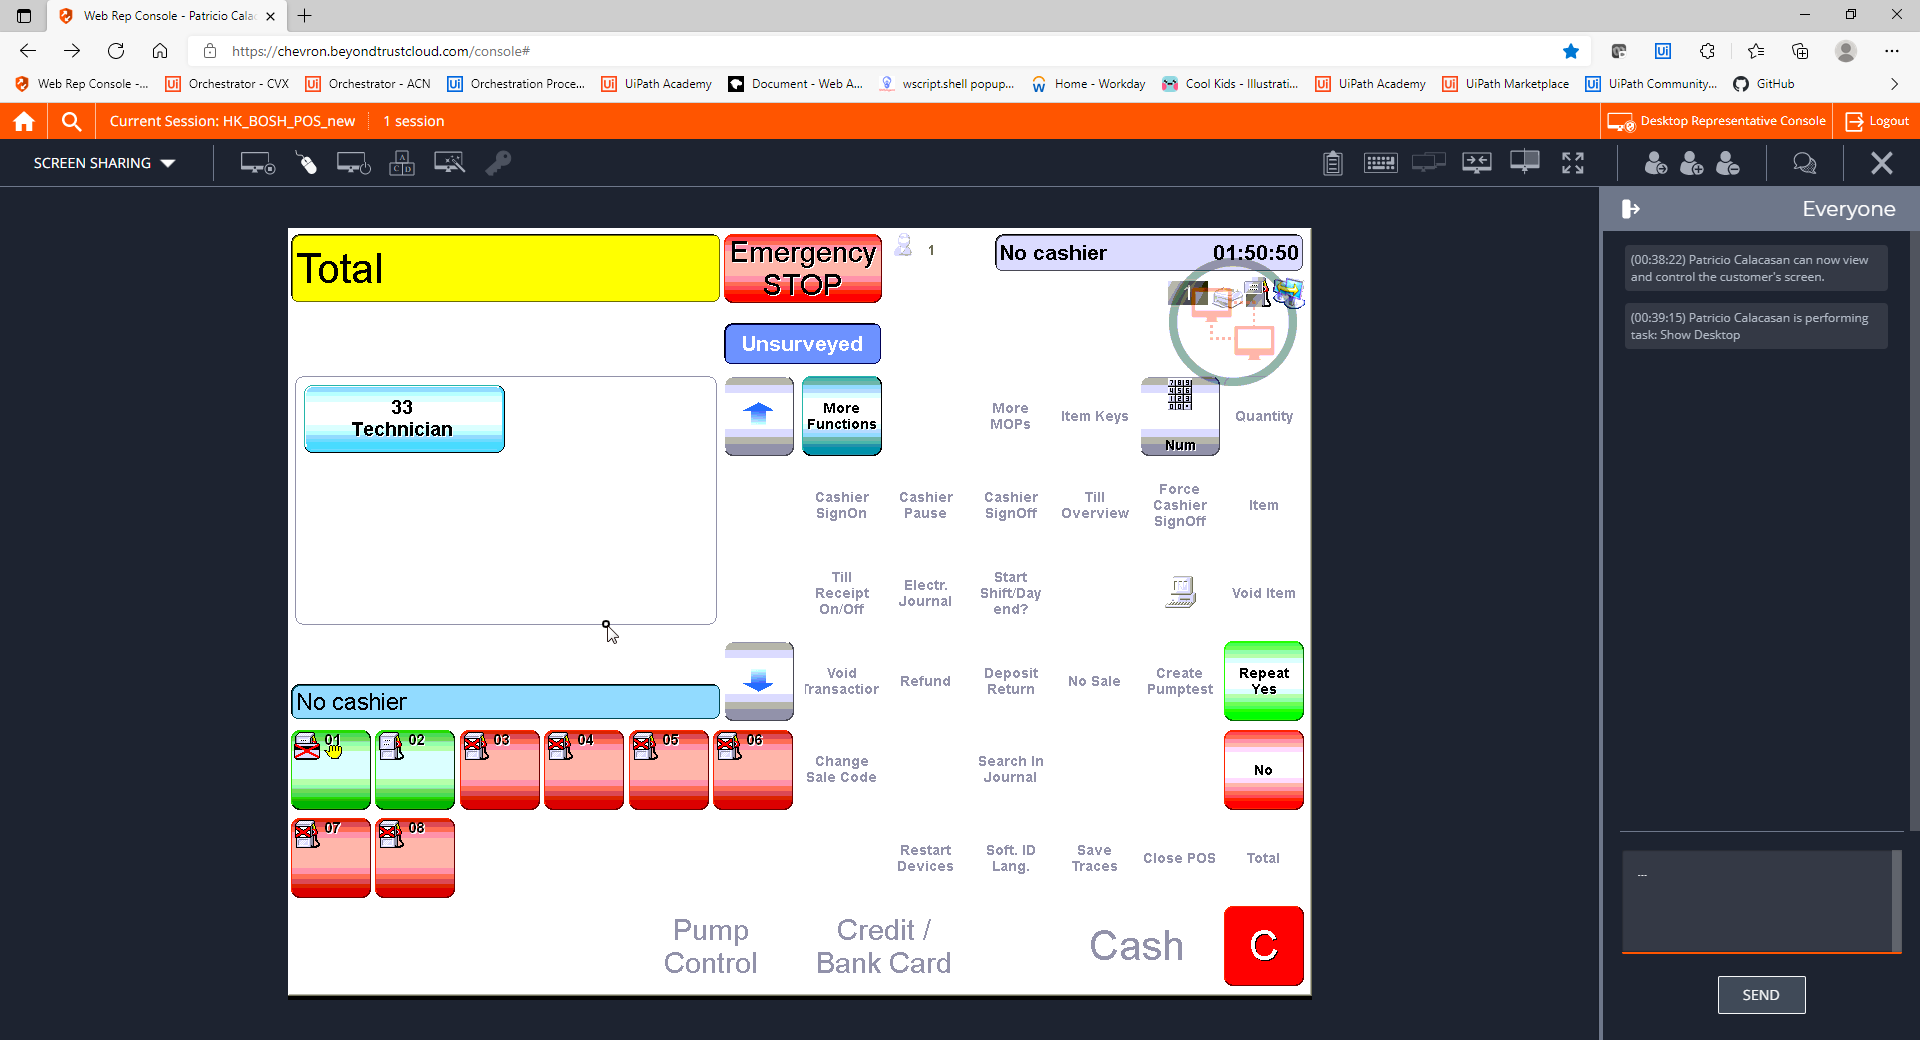 Web Rep Console - Patricio Cala
https://chevron.beyondtrustcloud.com/console#
Web Rep Console -... Orchestrator - CVX Orchestrator - ACN Orchestration Proce... UiPath Academy Document - Web A... wscript.shell popup... Home - Workday Cool Kids - Illustrati... UiPath Academy UiPath Marketplace UiPath Community... GitHub
Current Session: HK_BOSH_POS_new 1 session Desktop Representative Console Logout
SCREEN SHARING
Everyone
(00:38:22) Patricio Calacasan can now view
and control the customer's screen.
(00:39:15) Patricio Calacasan is performing
task: Show Desktop
Total
Emergency
STOP
1
No cashier 01:50:50
1
Unsurveyed
33
Technician
More
Functions
More
MOPs
Item Keys
Num
Quantity
Cashier
SignOn
Cashier
Pause
Cashier
SignOff
Till
Overview
Force
Cashier
SignOff
Item
Till
Receipt
On/Off
Electr.
Journal
Start
Shift/Day
end?
Void Item
Void
Transactior
Refund
Deposit
Return
No Sale
Create
Pumptest
Repeat
Yes
No cashier
01 02 03 04 05 06
Change
Sale Code
Search In
Journal
No
07 08
Restart
Devices
Soft. ID
Lang.
Save
Traces
Close POS
Total
Pump
Control
Credit /
Bank Card
Cash
C
...
SEND